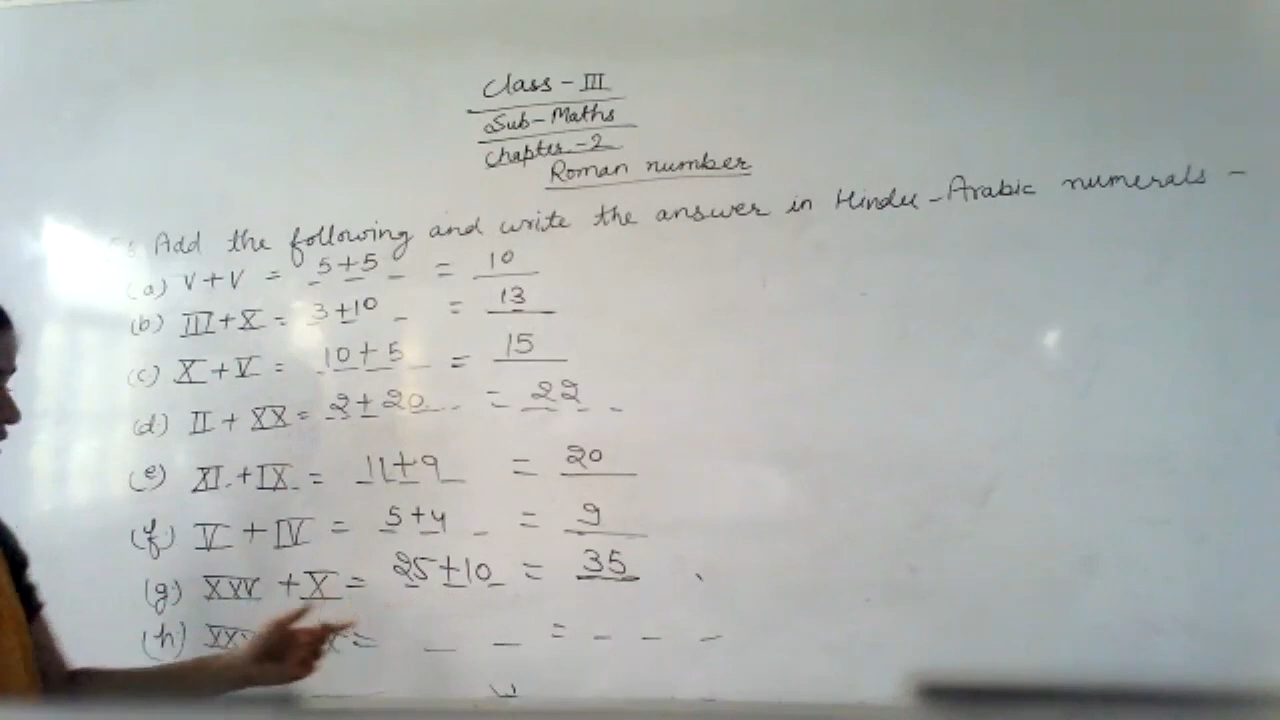 Class - III
Sub - Maths
Chapter - 2
Roman number
Add the following and write the answer in Hindu - Arabic numerals -
(a) V + V = 5 + 5 = 10
(b) III + X = 3 + 10 = 13
(c) X + V = 10 + 5 = 15
(d) II + XX = 2 + 20 = 22
(e) XI + IX = 11 + 9 = 20
(f) V + IV = 5 + 4 = 9
(g) XXV + X = 25 + 10 = 35
(h) = _ _ = _ _ _